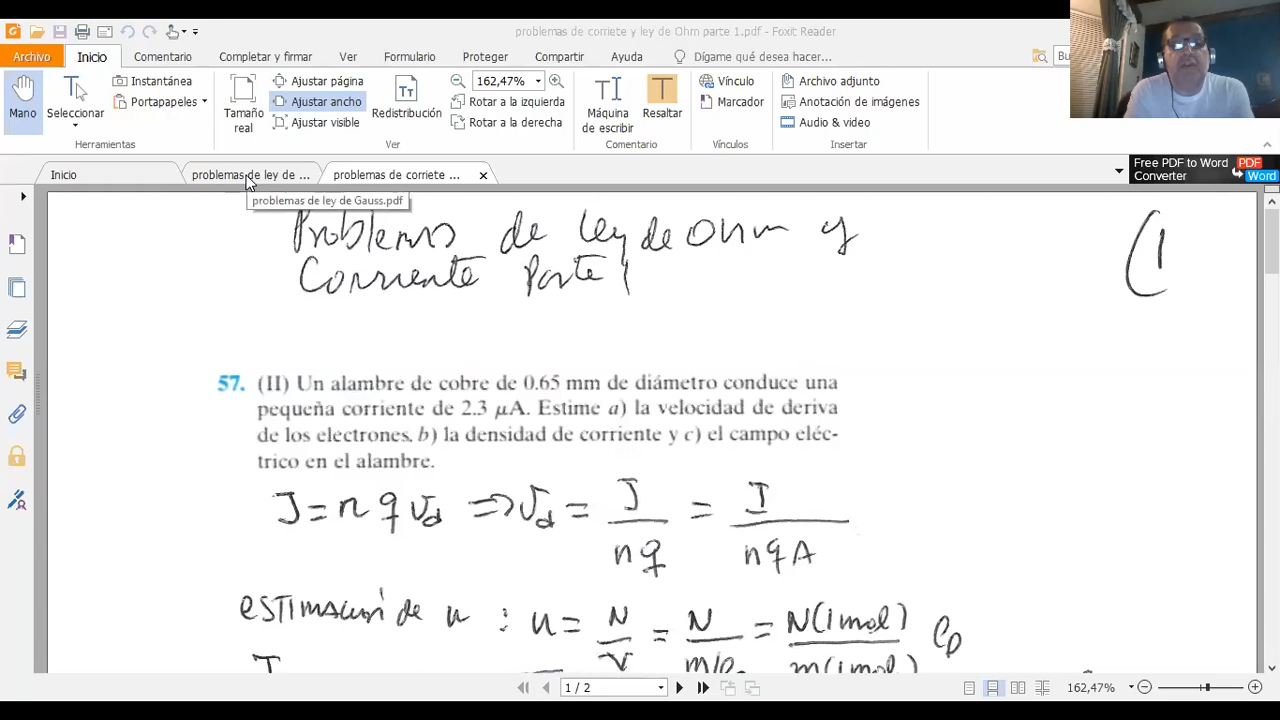 problemas de corriete y ley de Ohm parte 1.pdf - Foxit Reader
Archivo Inicio Comentario Completar y firmar Ver Formulario Proteger Compartir Ayuda Dígame qué desea hacer... Bu
Mano
Seleccionar
Instantánea
Portapapeles
Herramientas
Tamaño
real
Ajustar página
Ajustar ancho
Ajustar visible
Redistribución
162,47%
Rotar a la izquierda
Rotar a la derecha
Ver
Máquina
de escribir
Resaltar
Comentario
Vínculo
Marcador
Vínculos
Archivo adjunto
Anotación de imágenes
Audio & video
Insertar
Inicio
problemas de ley de ...
problemas de corriete ...
Free PDF to Word
Converter
PDF
Word
problemas de ley de Gauss.pdf
Problemas de ley de Ohm y (1
Corriente Parte 1
57. (II) Un alambre de cobre de 0.65 mm de diámetro conduce una
pequeña corriente de 2.3 μA. Estime a) la velocidad de deriva
de los electrones, b) la densidad de corriente y c) el campo eléc-
trico en el alambre.
J = n q Vd => Vd = J / nq = I / nqA
estimación de n : n = N / V = N / m/ρ = N(1mol) / m(1mol) ρ
1 / 2
162,47%